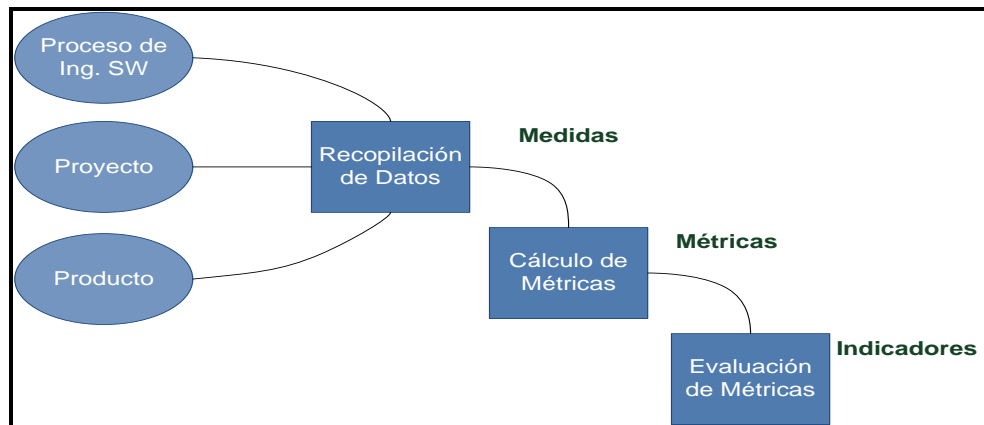 Proceso de
Ing. SW
Proyecto
Producto
Recopilación
de Datos
Medidas
Cálculo de
Métricas
Métricas
Evaluación
de Métricas
Indicadores